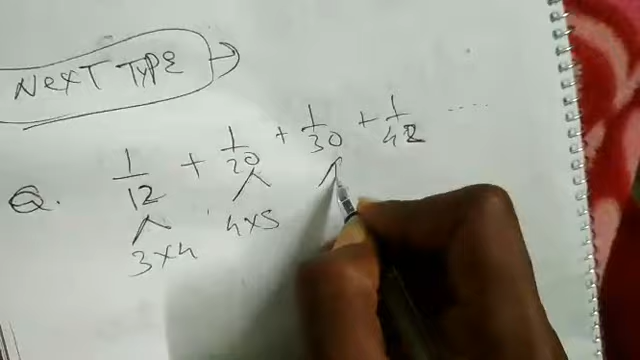 NEXT TYPE →
Q. 1/12 + 1/20 + 1/30 + 1/42 ....
3×4 4×5